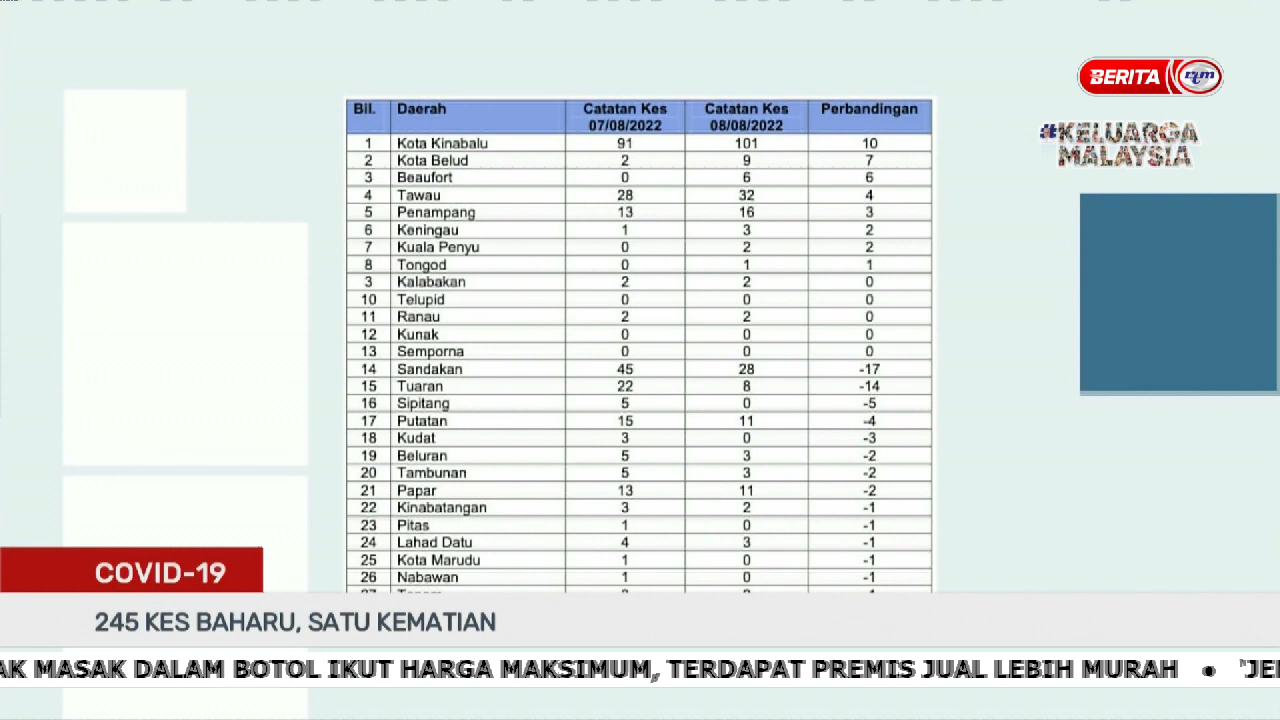 BERITA rtm
#KELUARGA
MALAYSIA
Bil. Daerah Catatan Kes 07/08/2022 Catatan Kes 08/08/2022 Perbandingan
1 Kota Kinabalu 91 101 10
2 Kota Belud 2 9 7
3 Beaufort 0 6 6
4 Tawau 28 32 4
5 Penampang 13 16 3
6 Keningau 1 3 2
7 Kuala Penyu 0 2 2
8 Tongod 0 1 1
3 Kalabakan 2 2 0
10 Telupid 0 0 0
11 Ranau 2 2 0
12 Kunak 0 0 0
13 Semporna 0 0 0
14 Sandakan 45 28 -17
15 Tuaran 22 8 -14
16 Sipitang 5 0 -5
17 Putatan 15 11 -4
18 Kudat 3 0 -3
19 Beluran 5 3 -2
20 Tambunan 5 3 -2
21 Papar 13 11 -2
22 Kinabatangan 3 2 -1
23 Pitas 1 0 -1
24 Lahad Datu 4 3 -1
25 Kota Marudu 1 0 -1
26 Nabawan 1 0 -1
COVID-19
245 KES BAHARU, SATU KEMATIAN
AK MASAK DALAM BOTOL IKUT HARGA MAKSIMUM, TERDAPAT PREMIS JUAL LEBIH MURAH • 'JE